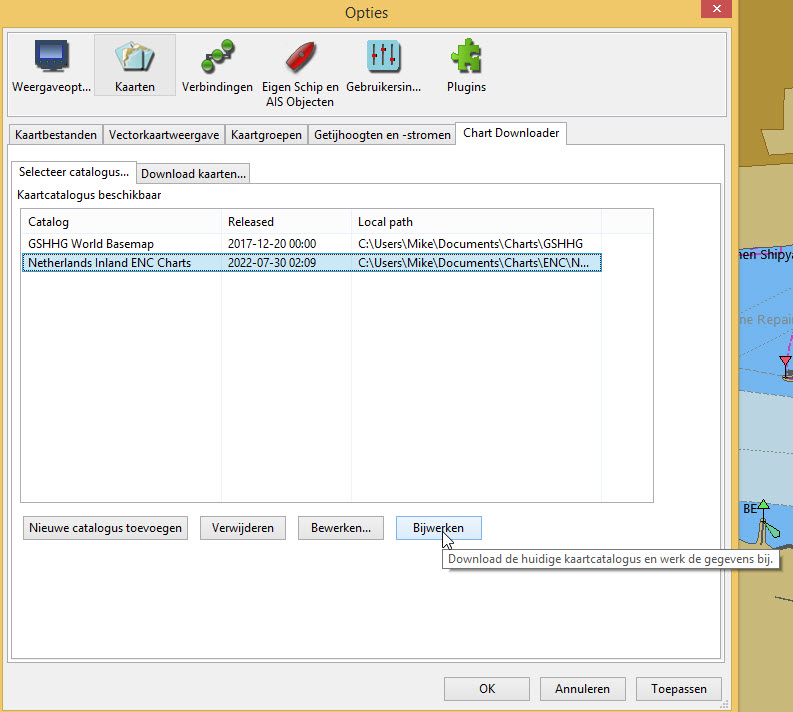 Opties
Weergaveopt...
Kaarten
Verbindingen
Eigen Schip en
AIS Objecten
Gebruikersin...
Plugins
Kaartbestanden
Vectorkaartweergave
Kaartgroepen
Getijhoogten en -stromen
Chart Downloader
Selecteer catalogus...
Download kaarten...
Kaartcatalogus beschikbaar
Catalog Released Local path
GSHHG World Basemap 2017-12-20 00:00 C:\Users\Mike\Documents\Charts\GSHHG
Netherlands Inland ENC Charts 2022-07-30 02:09 C:\Users\Mike\Documents\Charts\ENC\N...
Nieuwe catalogus toevoegen
Verwijderen
Bewerken...
Bijwerken
Download de huidige kaartcatalogus en werk de gegevens bij.
OK
Annuleren
Toepassen
nen Shipya
ne Repair
BE